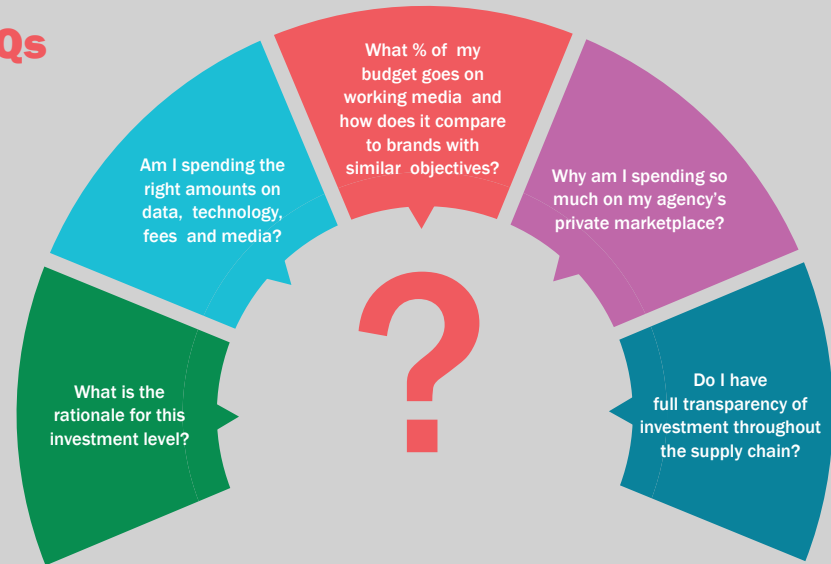 Qs
What is the
rationale for this
investment level?
Am I spending the
right amounts on
data, technology,
fees and media?
What % of my
budget goes on
working media and
how does it compare
to brands with
similar objectives?
Why am I spending so
much on my agency's
private marketplace?
Do I have
full transparency of
investment throughout
the supply chain?
?